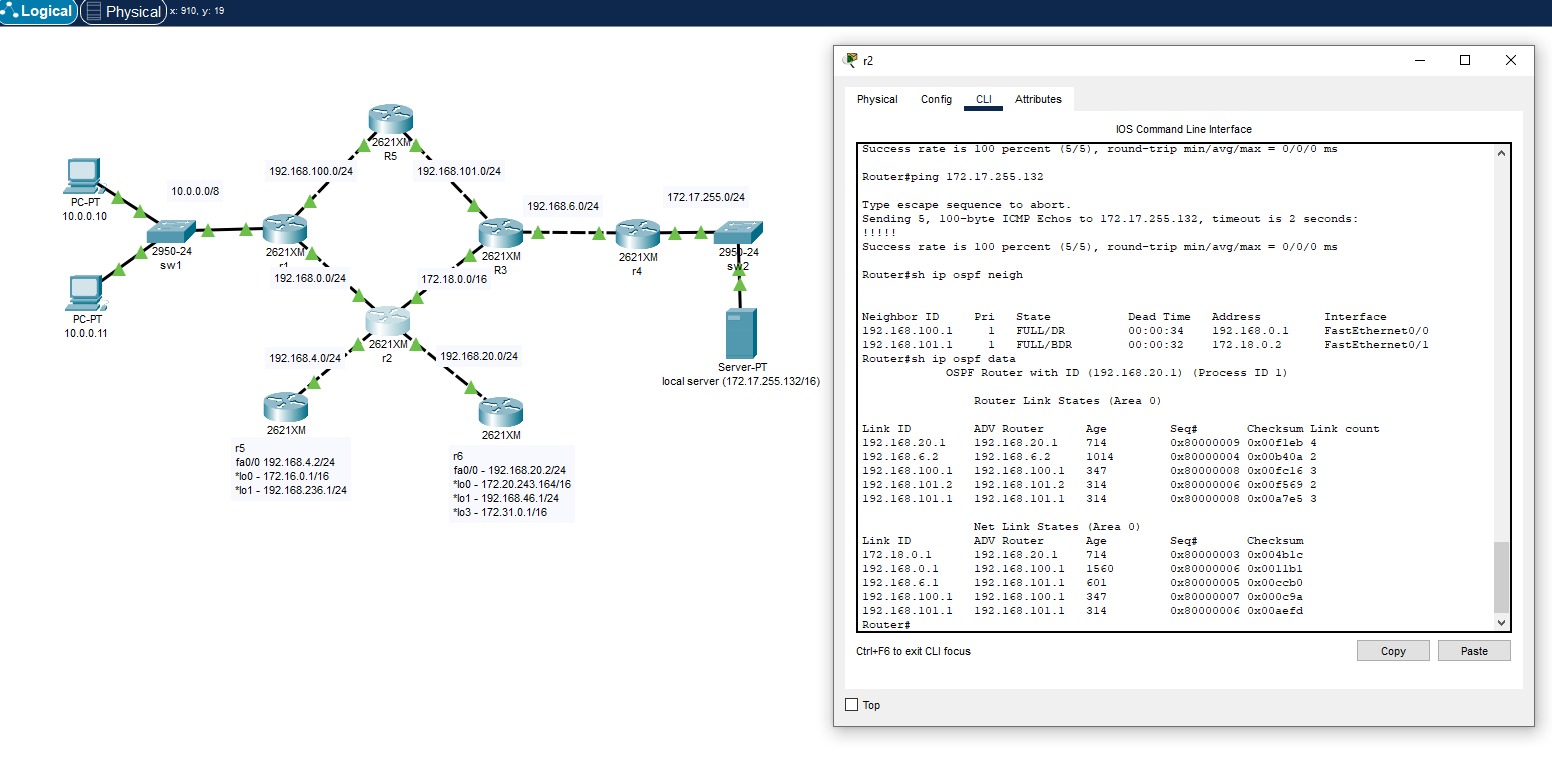 Logical Physical x: 910, y: 19
2621XM
R5
192.168.100.0/24
192.168.101.0/24
PC-PT
10.0.0.10
10.0.0.0/8
2950-24
sw1
2621XM
r1
PC-PT
10.0.0.11
192.168.0.0/24
172.18.0.0/16
2621XM
R3
192.168.6.0/24
2621XM
r4
172.17.255.0/24
2950-24
sw2
2621XM
r2
Server-PT
local server (172.17.255.132/16)
192.168.4.0/24
192.168.20.0/24
2621XM
r5
fa0/0 192.168.4.2/24
*lo0 - 172.16.0.1/16
*lo1 - 192.168.236.1/24
2621XM
r6
fa0/0 - 192.168.20.2/24
*lo0 - 172.20.243.164/16
*lo1 - 192.168.46.1/24
*lo3 - 172.31.0.1/16
r2
Physical Config CLI Attributes
IOS Command Line Interface
Success rate is 100 percent (5/5), round-trip min/avg/max = 0/0/0 ms
Router#ping 172.17.255.132
Type escape sequence to abort.
Sending 5, 100-byte ICMP Echos to 172.17.255.132, timeout is 2 seconds:
!!!!!
Success rate is 100 percent (5/5), round-trip min/avg/max = 0/0/0 ms
Router#sh ip ospf neigh
Neighbor ID Pri State Dead Time Address Interface
192.168.100.1 1 FULL/DR 00:00:34 192.168.0.1 FastEthernet0/0
192.168.101.1 1 FULL/BDR 00:00:32 172.18.0.2 FastEthernet0/1
Router#sh ip ospf data
OSPF Router with ID (192.168.20.1) (Process ID 1)
Router Link States (Area 0)
Link ID ADV Router Age Seq# Checksum Link count
192.168.20.1 192.168.20.1 714 0x80000009 0x00f1eb 4
192.168.6.2 192.168.6.2 1014 0x80000004 0x00b40a 2
192.168.100.1 192.168.100.1 347 0x80000008 0x00fc16 3
192.168.101.2 192.168.101.2 314 0x80000006 0x00f569 2
192.168.101.1 192.168.101.1 314 0x80000008 0x00a7e5 3
Net Link States (Area 0)
Link ID ADV Router Age Seq# Checksum
172.18.0.1 192.168.20.1 714 0x80000003 0x004b1c
192.168.0.1 192.168.100.1 1560 0x80000006 0x0011b1
192.168.6.1 192.168.101.1 601 0x80000005 0x00ccb0
192.168.100.1 192.168.100.1 347 0x80000007 0x000c9a
192.168.101.1 192.168.101.1 314 0x80000006 0x00aefd
Router#
Ctrl+F6 to exit CLI focus
Copy Paste
Top